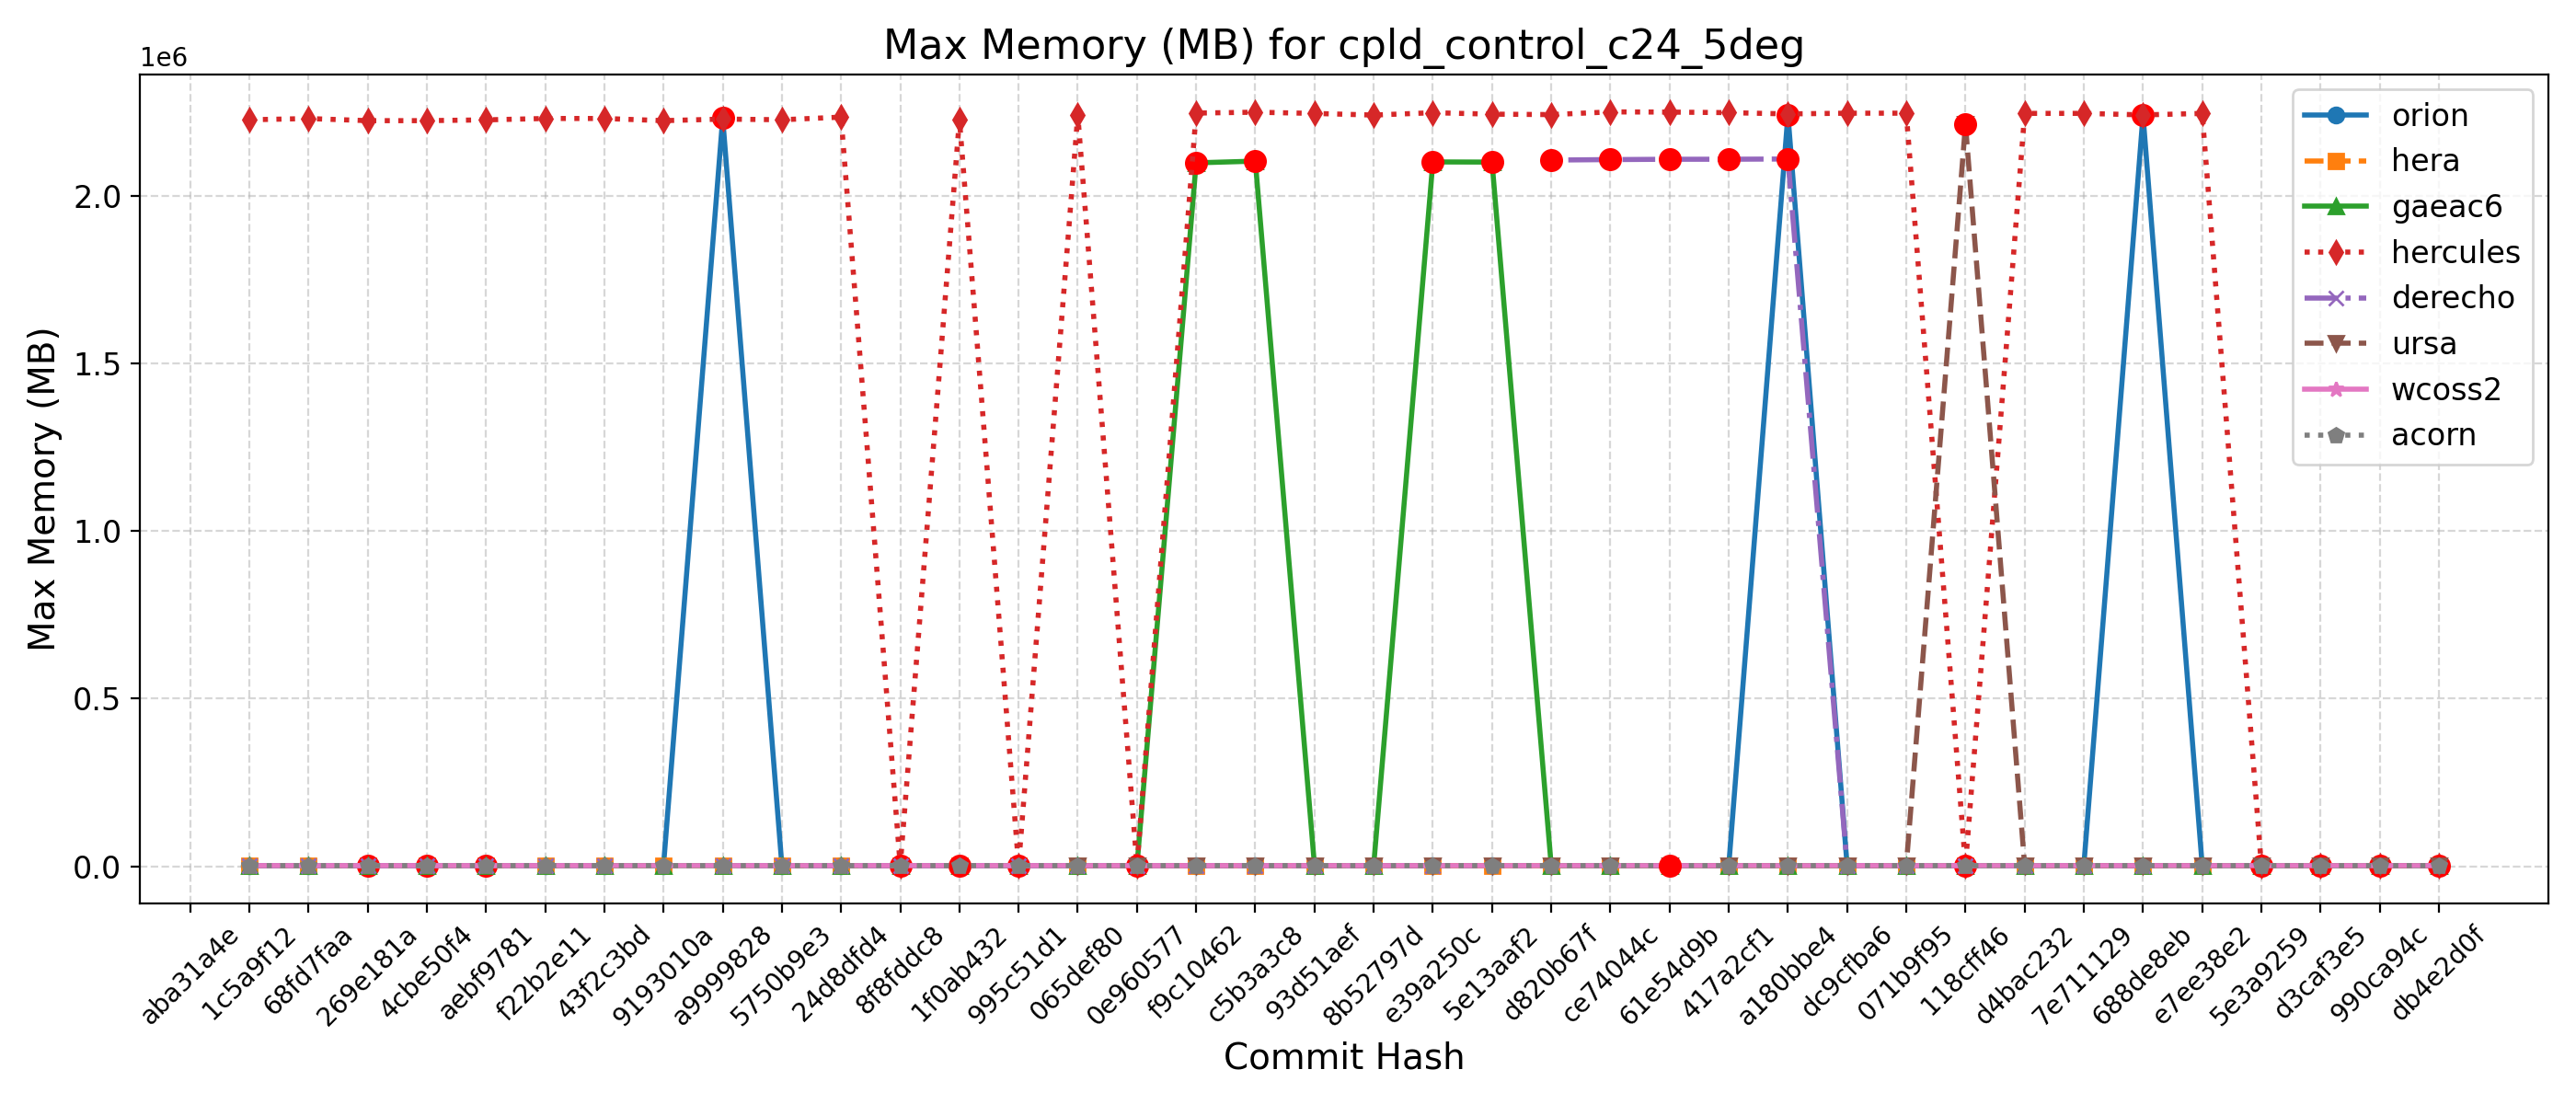 Max Memory (MB) for cpld_control_c24_5deg
1e6
2.0
1.5
1.0
0.5
0.0
Max Memory (MB)
orion
hera
gaeac6
hercules
derecho
ursa
wcoss2
acorn
aba31a4e
1c5a9f12
68fd7faa
269e181a
4cbe50f4
aebf9781
f22b2e11
43f2c3bd
9193010a
a9999828
5750b9e3
24d8dfd4
8f8fddc8
1f0ab432
995c51d1
065def80
0e960577
f9c10462
c5b3a3c8
93d51aef
8b52797d
e39a250c
5e13aaf2
d820b67f
ce74044c
61e54d9b
417a2cf1
a180bbe4
dc9cfba6
071b9f95
118cff46
d4bac232
7e711129
688de8eb
e7ee38e2
5e3a9259
d3caf3e5
990ca94c
db4e2d0f
Commit Hash